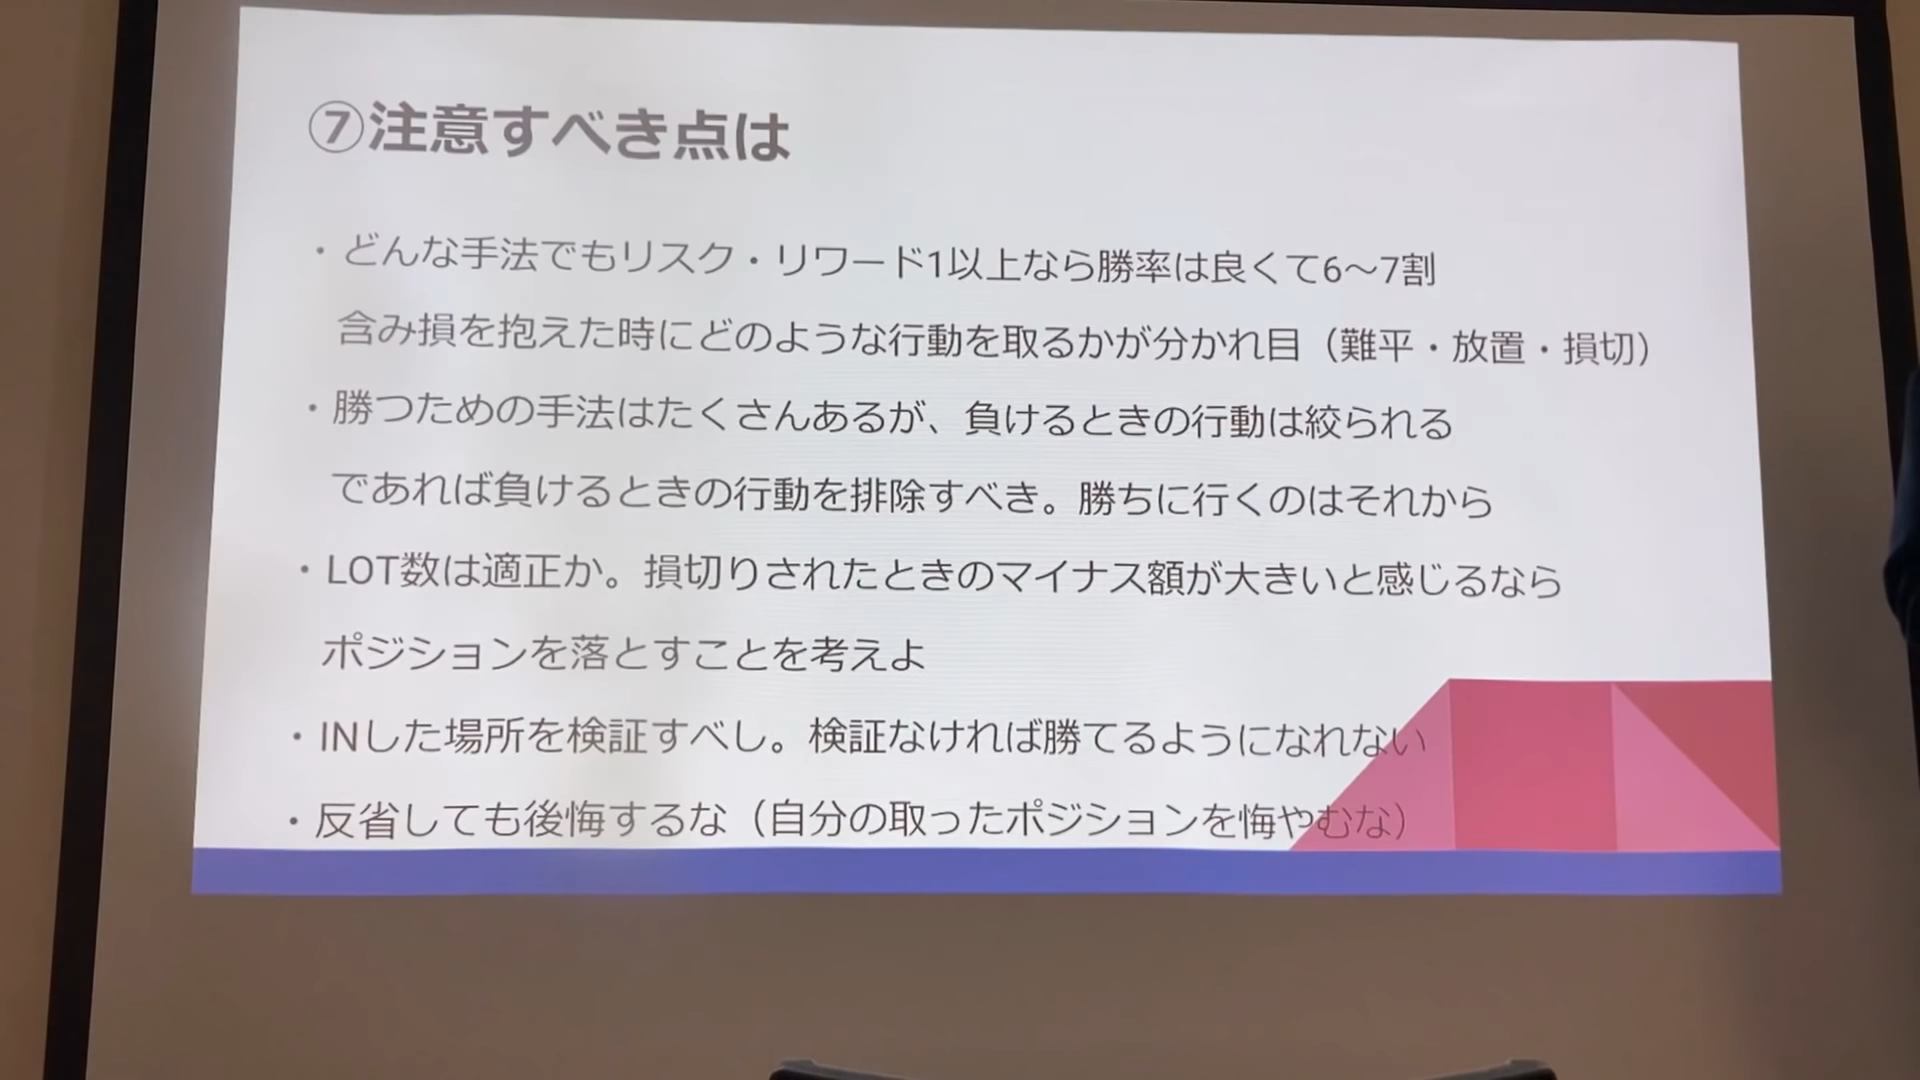 ⑦注意すべき点は
・どんな手法でもリスク・リワード1以上なら勝率は良くて6～7割
含み損を抱えた時にどのような行動を取るかが分かれ目（難平・放置・損切）
・勝つための手法はたくさんあるが、負けるときの行動は絞られる
であれば負けるときの行動を排除すべき。勝ちに行くのはそれから
・LOT数は適正か。損切りされたときのマイナス額が大きいと感じるなら
ポジションを落とすことを考えよ
・INした場所を検証すべし。検証なければ勝てるようになれない
・反省しても後悔するな（自分の取ったポジションを悔やむな）